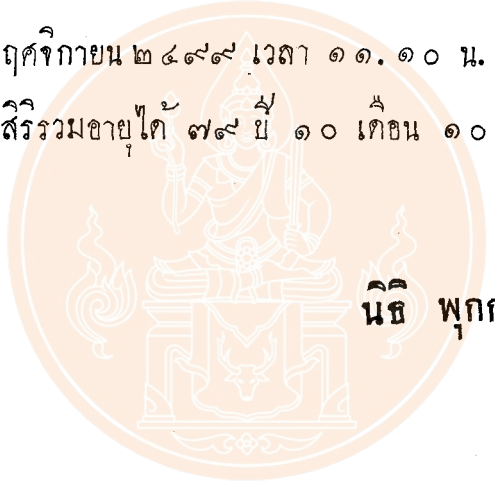 ฤศจิกายน ๒๔๙๙ เวลา ๑๑.๑๐ น.
สิริรวมอายุได้ ๗๙ ปี ๑๐ เดือน ๑๐
นิธิ